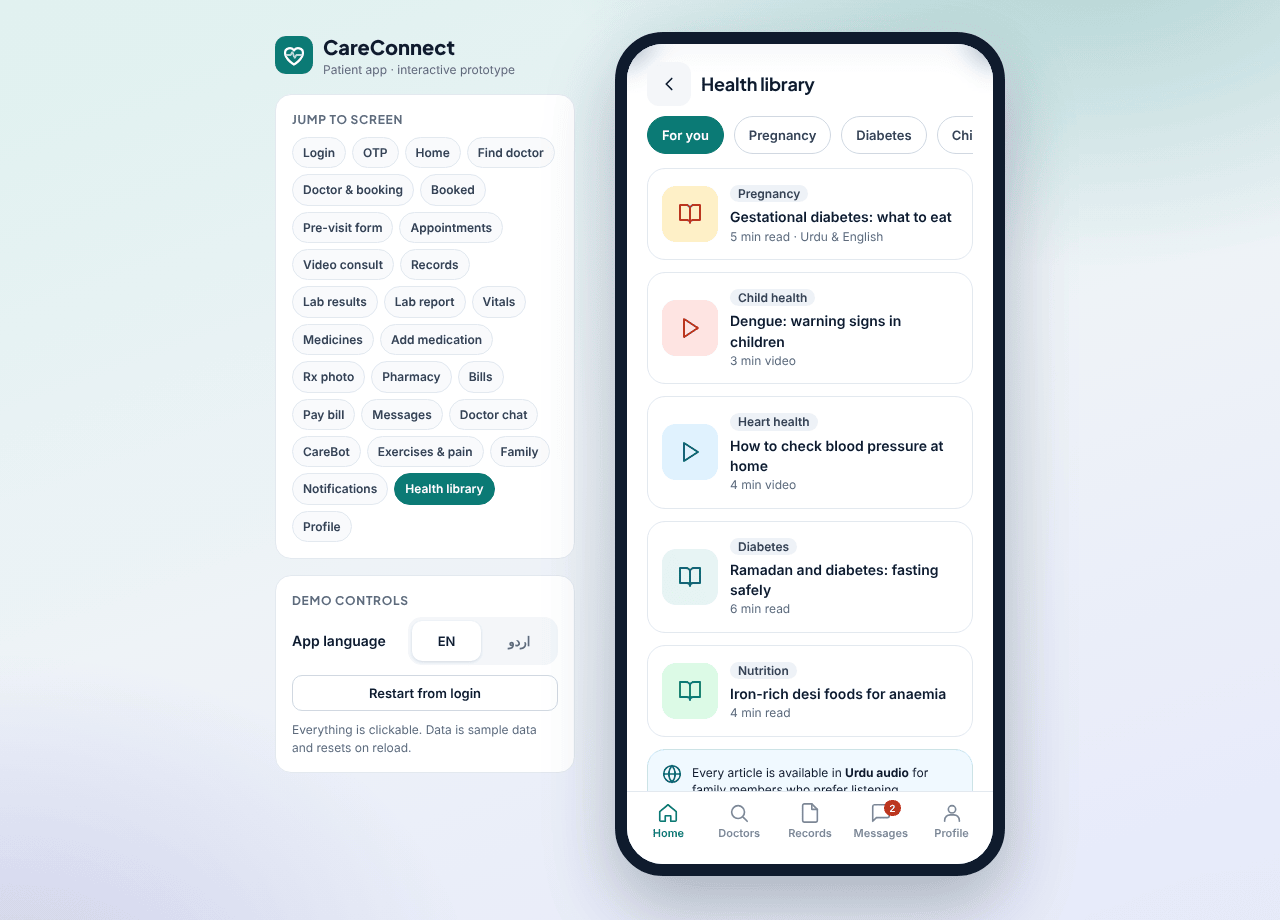 CareConnect
Patient app · interactive prototype
JUMP TO SCREEN
Login
OTP
Home
Find doctor
Doctor & booking
Booked
Pre-visit form
Appointments
Video consult
Records
Lab results
Lab report
Vitals
Medicines
Add medication
Rx photo
Pharmacy
Bills
Pay bill
Messages
Doctor chat
CareBot
Exercises & pain
Family
Notifications
Health library
Profile
DEMO CONTROLS
App language
EN
اردو
Restart from login
Everything is clickable. Data is sample data
and resets on reload.
Health library
For you
Pregnancy
Diabetes
Chi
Pregnancy
Gestational diabetes: what to eat
5 min read · Urdu & English
Child health
Dengue: warning signs in
children
3 min video
Heart health
How to check blood pressure at
home
4 min video
Diabetes
Ramadan and diabetes: fasting
safely
6 min read
Nutrition
Iron-rich desi foods for anaemia
4 min read
Every article is available in Urdu audio for
family members who prefer listening
Home
Doctors
Records
2
Messages
Profile